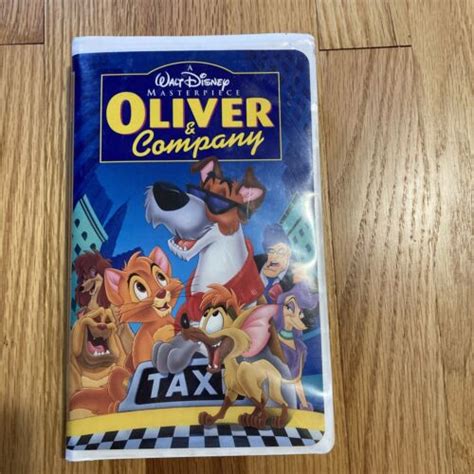 A
WALT DISNEY
MASTERPIECE
OLIVER
&
Company
TAXI